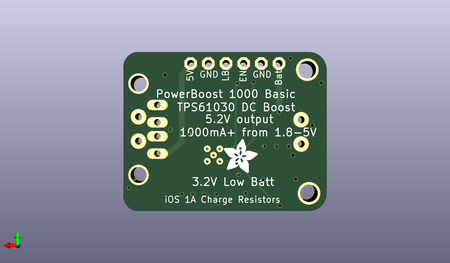 5V GND LB EN GND Batt
PowerBoost 1000 Basic
TPS61030 DC Boost
5.2V output
1000mA+ from 1.8-5V
3.2V Low Batt
iOS 1A Charge Resistors